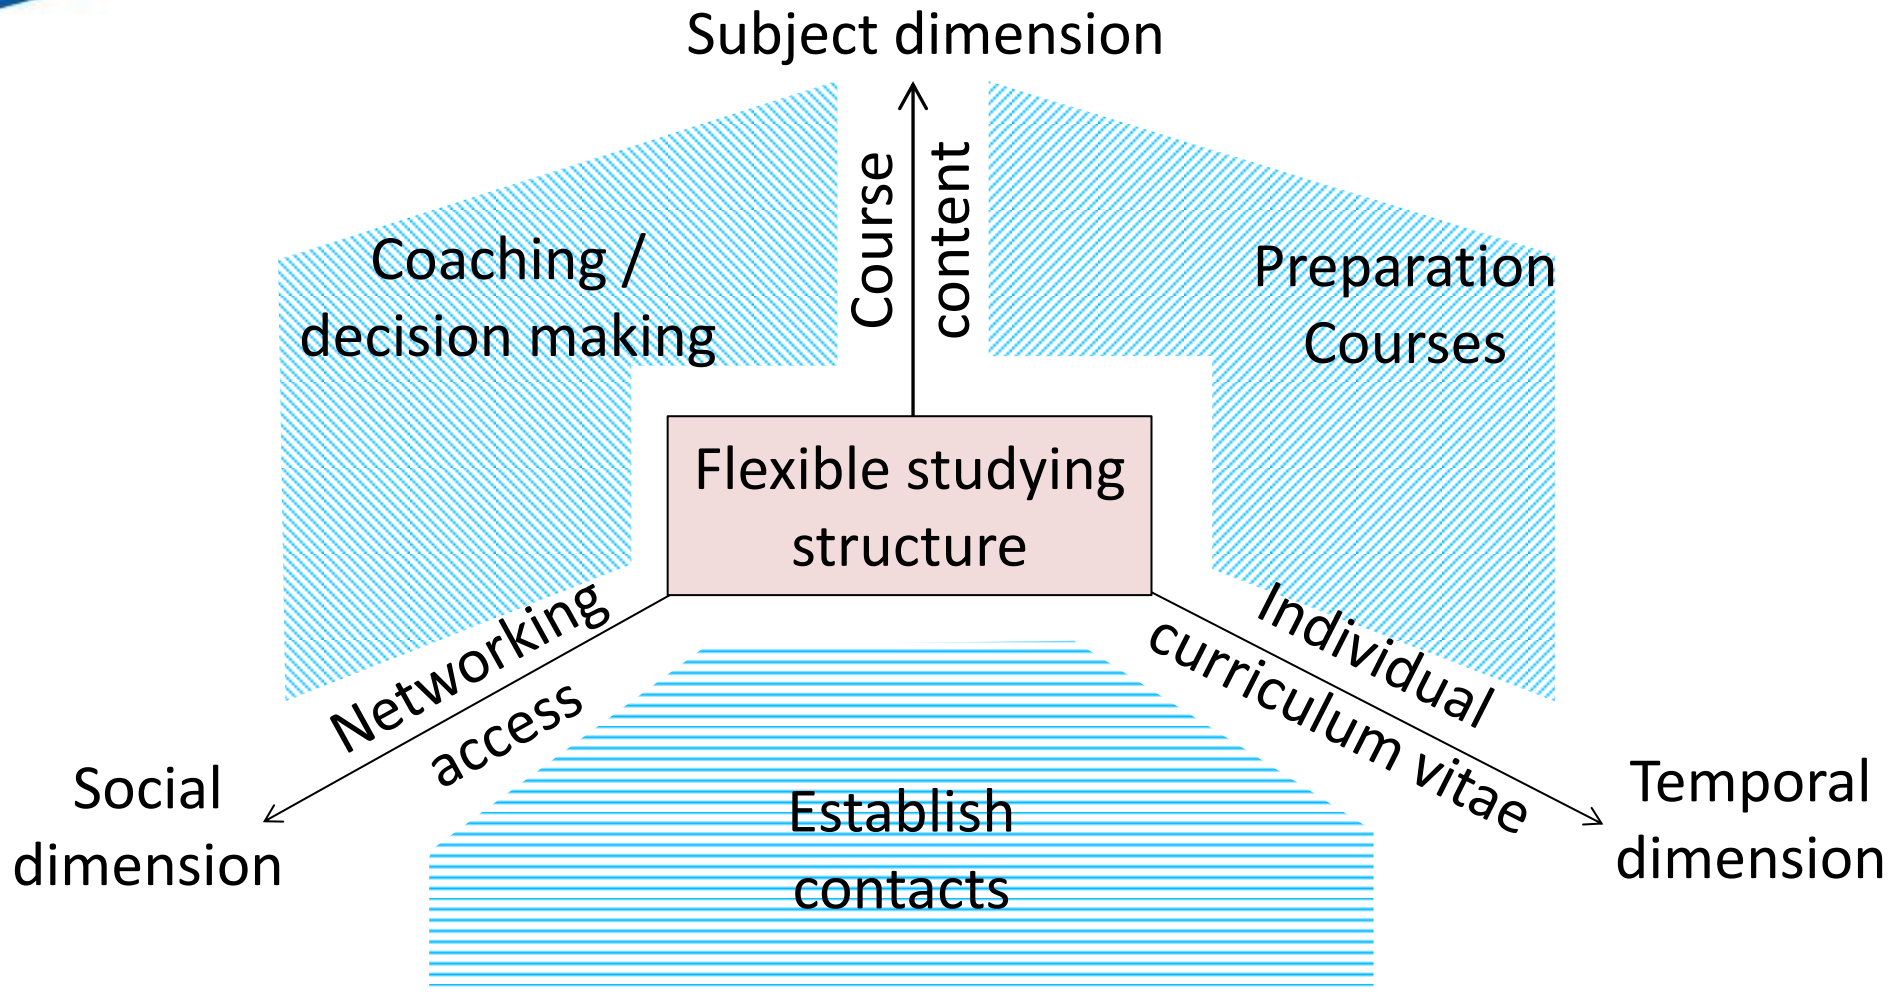 Subject dimension
Course
content
Coaching /
decision making
Preparation
Courses
Flexible studying
structure
Networking
access
Individual
curriculum vitae
Social
dimension
Establish
contacts
Temporal
dimension